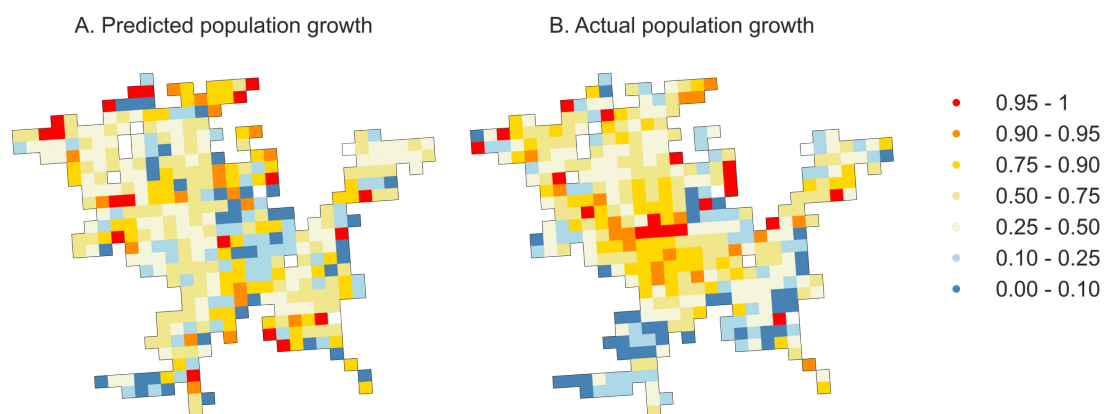 A. Predicted population growth
B. Actual population growth
0.95 - 1
0.90 - 0.95
0.75 - 0.90
0.50 - 0.75
0.25 - 0.50
0.10 - 0.25
0.00 - 0.10